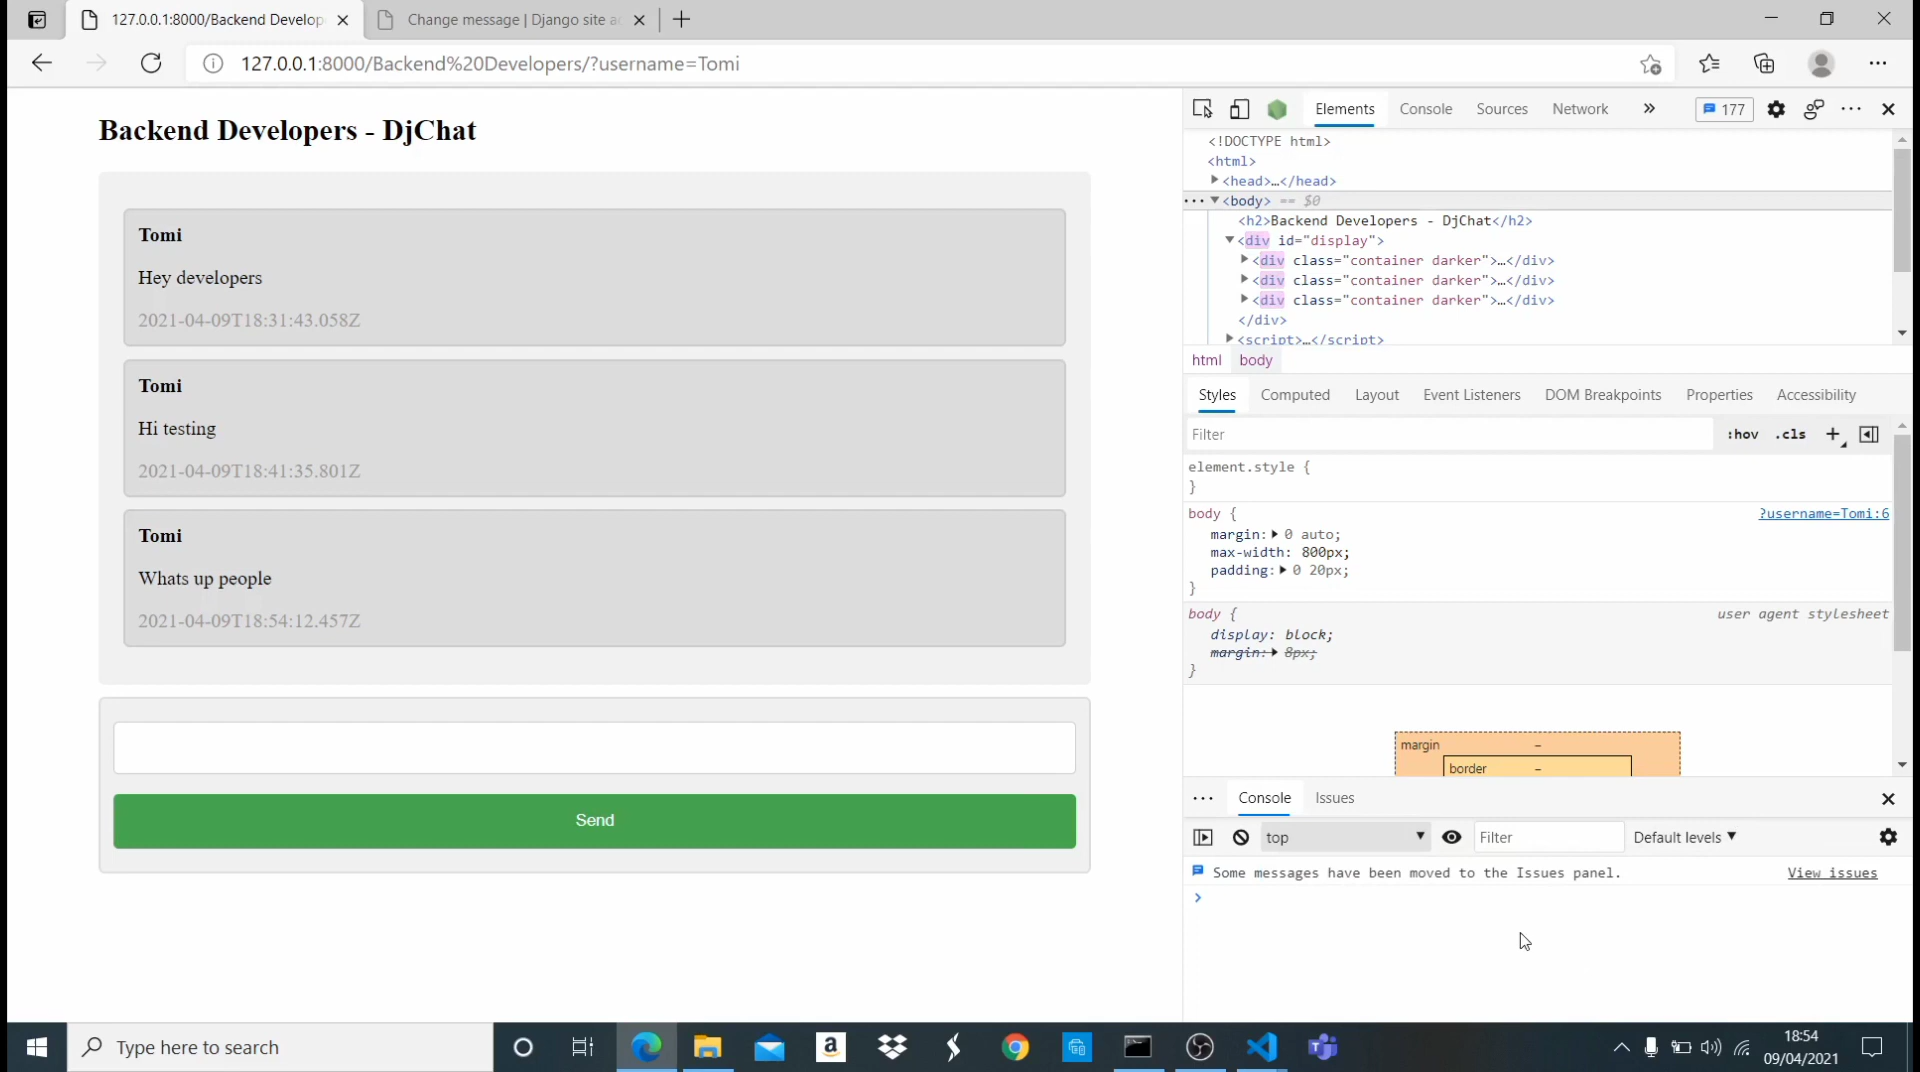 127.0.0.1:8000/Backend Develop
Change message | Django site a
127.0.0.1:8000/Backend%20Developers/?username=Tomi
Backend Developers - DjChat
Tomi
Hey developers
2021-04-09T18:31:43.058Z
Tomi
Hi testing
2021-04-09T18:41:35.801Z
Tomi
Whats up people
2021-04-09T18:54:12.457Z
Send
Elements Console Sources Network » 177
<!DOCTYPE html>
<html>
<head>…</head>
<body> == $0
<h2>Backend Developers - DjChat</h2>
<div id="display">
<div class="container darker">…</div>
<div class="container darker">…</div>
<div class="container darker">…</div>
</div>
<script>…</script>
html body
Styles Computed Layout Event Listeners DOM Breakpoints Properties Accessibility
Filter :hov .cls +
element.style {
}
body { ?username=Tomi:6
margin: 0 auto;
max-width: 800px;
padding: 0 20px;
}
body { user agent stylesheet
display: block;
margin: 8px;
}
margin –
border –
Console Issues
top Filter Default levels
Some messages have been moved to the Issues panel. View issues
Type here to search
18:54
09/04/2021